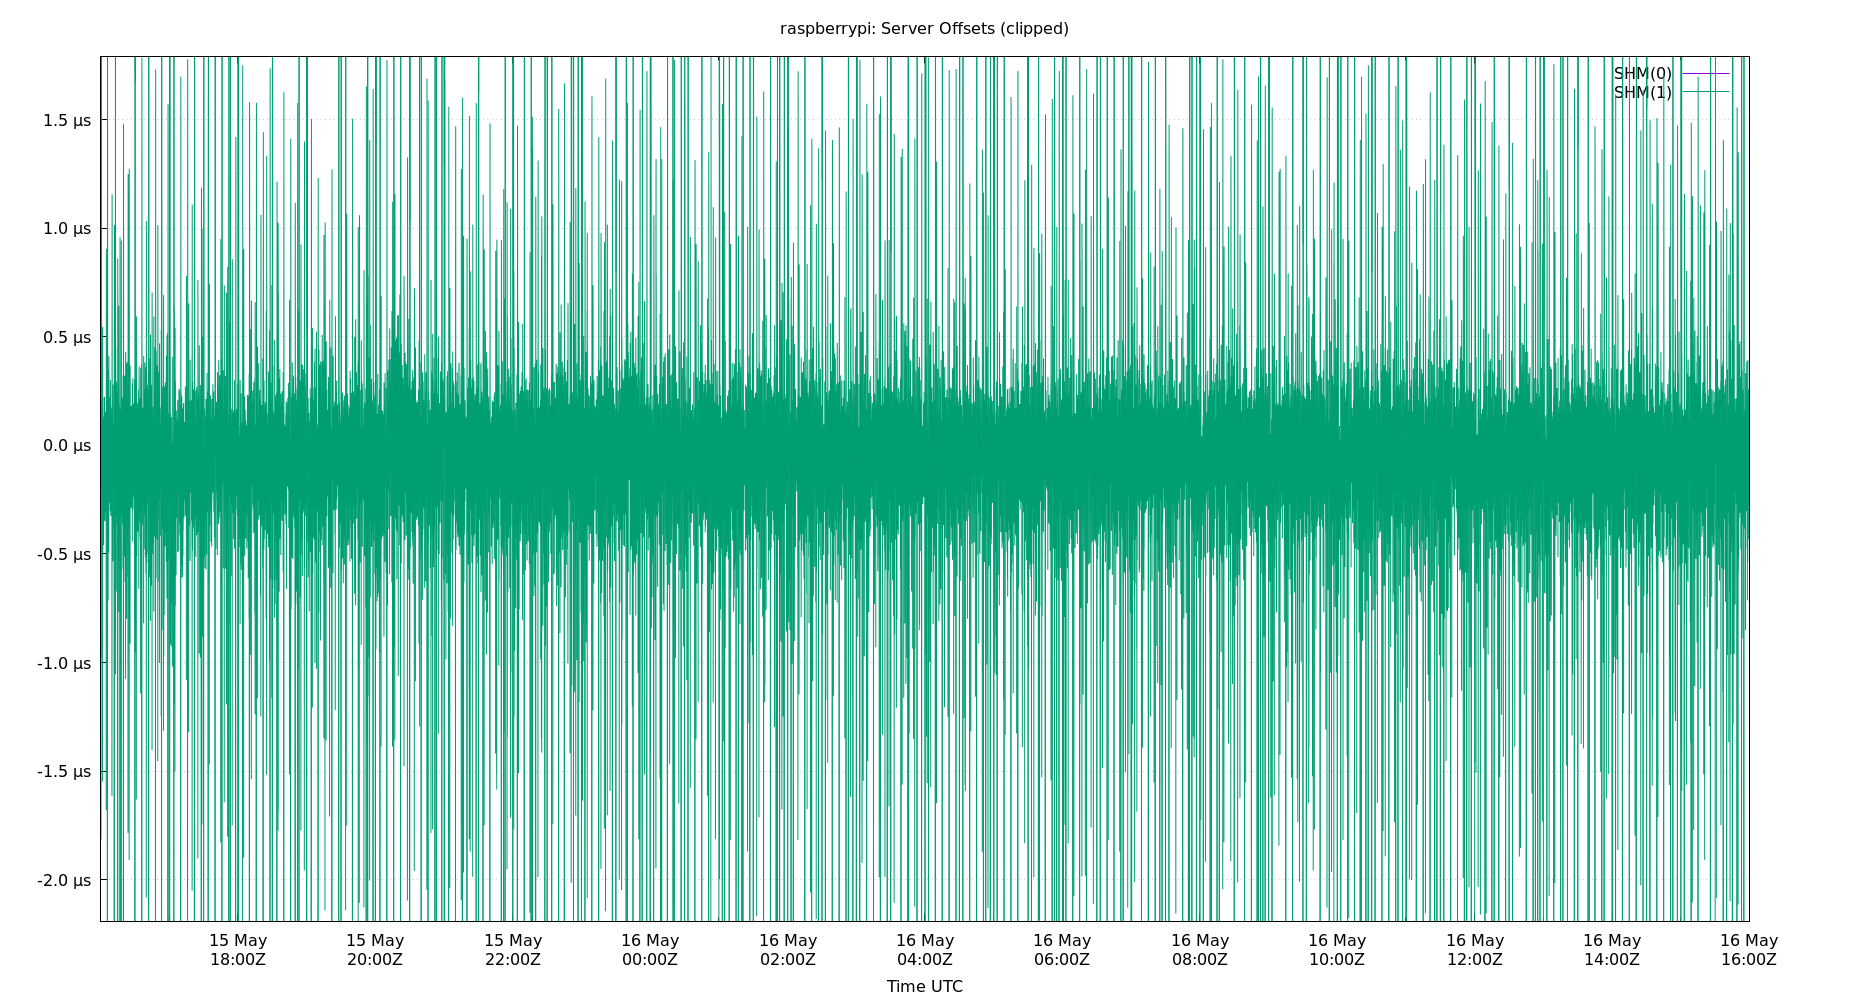 raspberrypi: Server Offsets (clipped)
SHM(0)
SHM(1)
1.5 µs
1.0 µs
0.5 µs
0.0 µs
-0.5 µs
-1.0 µs
-1.5 µs
-2.0 µs
15 May 15 May 15 May 16 May 16 May 16 May 16 May 16 May 16 May 16 May 16 May 16 May
18:00Z 20:00Z 22:00Z 00:00Z 02:00Z 04:00Z 06:00Z 08:00Z 10:00Z 12:00Z 14:00Z 16:00Z
Time UTC